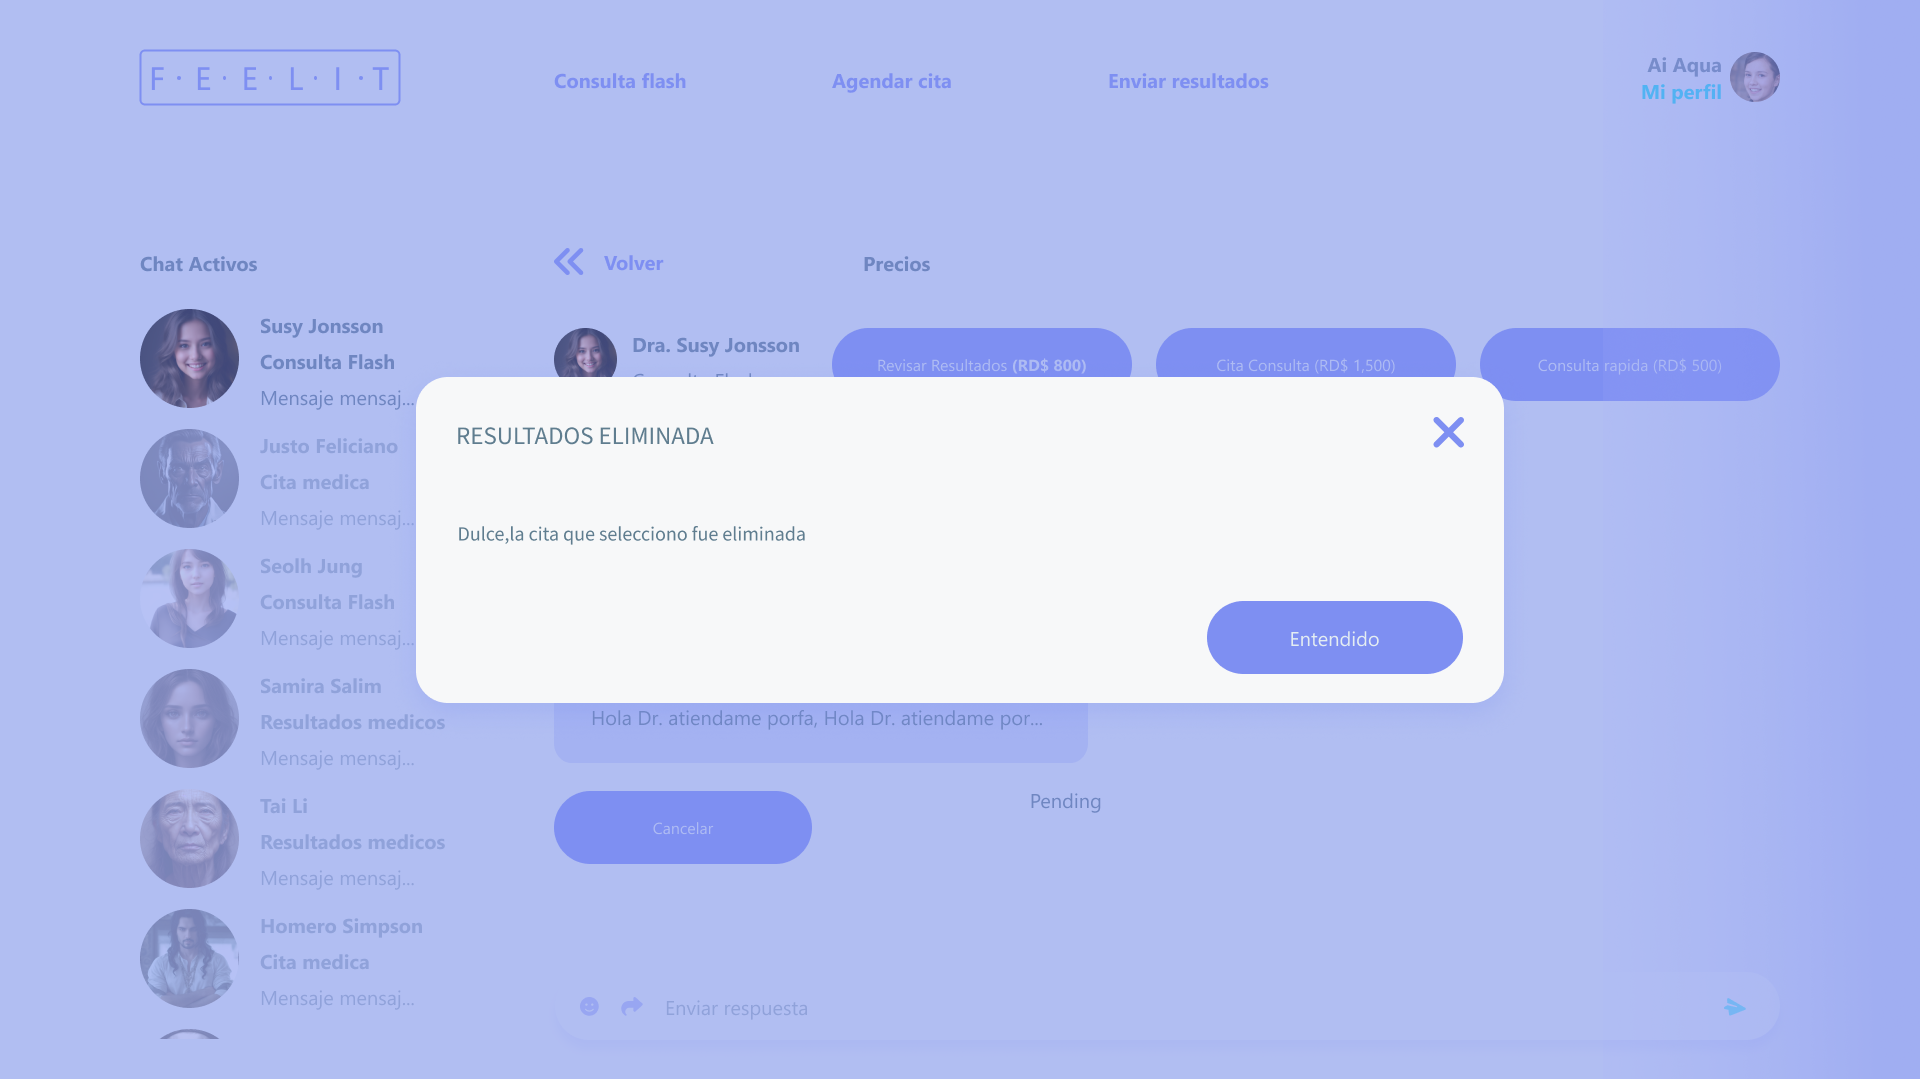 F·E·E·L·I·T
Consulta flash
Agendar cita
Enviar resultados
Ai Aqua
Mi perfil
Chat Activos
Volver
Precios
Susy Jonsson
Consulta Flash
Mensaje mensaj...
Justo Feliciano
Cita medica
Mensaje mensaj...
Seolh Jung
Consulta Flash
Mensaje mensaj...
Samira Salim
Resultados medicos
Mensaje mensaj...
Tai Li
Resultados medicos
Mensaje mensaj...
Homero Simpson
Cita medica
Mensaje mensaj...
Dra. Susy Jonsson
Revisar Resultados (RD$ 800)
Cita Consulta (RD$ 1,500)
Consulta rapida (RD$ 500)
RESULTADOS ELIMINADA
Dulce,la cita que selecciono fue eliminada
Entendido
Hola Dr. atiendame porfa, Hola Dr. atiendame por...
Pending
Cancelar
Enviar respuesta